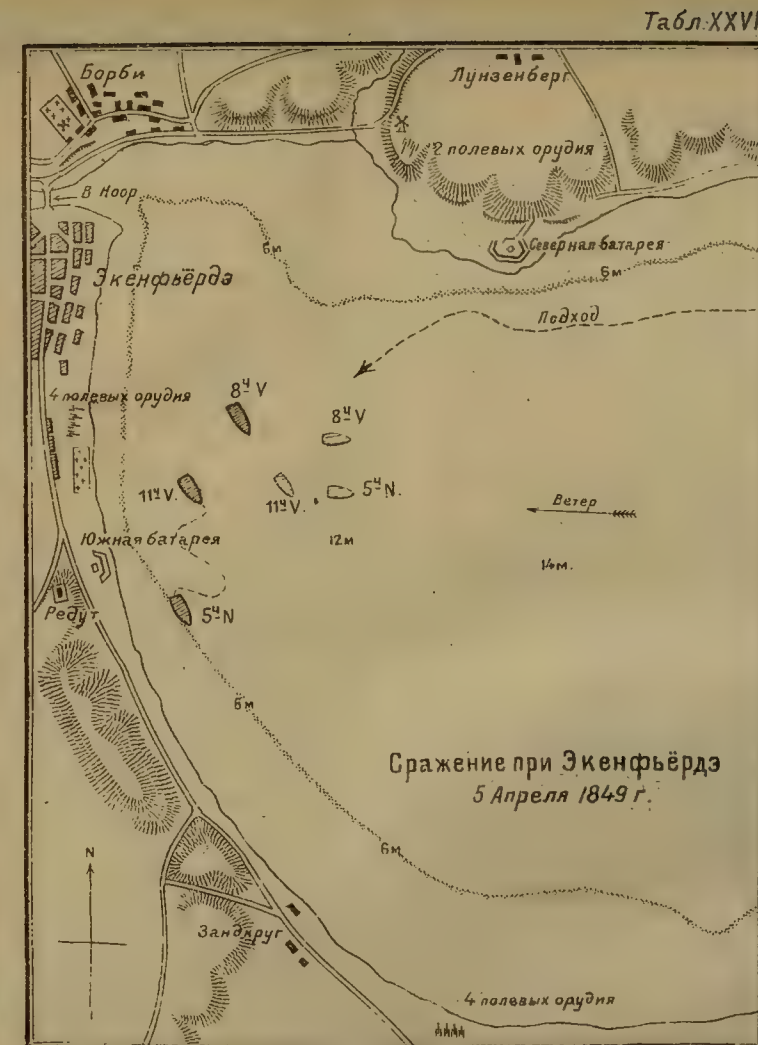 Табл. XXVI
Борби
Лунзенберг
2 полевых орудия
В Ноор
6м
Северная батарея
6м
Экенфьёрдэ
Подход
4 полевых орудия
8ч V
8ч V
11ч V.
11ч V.
5ч N.
Ветер
Южная батарея
12м
14м.
Редут
5ч N
6м
Сражение при Экенфьёрдэ
5 Апреля 1849 г.
6м
N
Зандкруг
4 полевых орудия